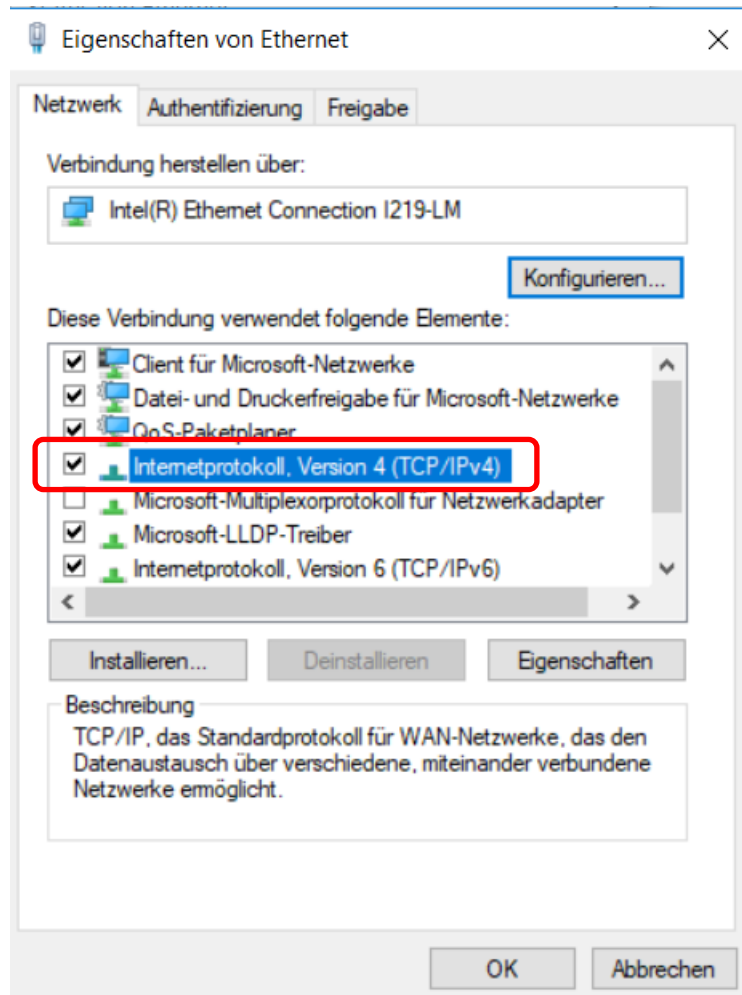 Eigenschaften von Ethernet
Netzwerk Authentifizierung Freigabe
Verbindung herstellen über:
Intel(R) Ethernet Connection I219-LM
Konfigurieren...
Diese Verbindung verwendet folgende Elemente:
Client für Microsoft-Netzwerke
Datei- und Druckerfreigabe für Microsoft-Netzwerke
QoS-Paketplaner
Internetprotokoll, Version 4 (TCP/IPv4)
Microsoft-Multiplexorprotokoll für Netzwerkadapter
Microsoft-LLDP-Treiber
Internetprotokoll, Version 6 (TCP/IPv6)
Installieren... Deinstallieren Eigenschaften
Beschreibung
TCP/IP, das Standardprotokoll für WAN-Netzwerke, das den
Datenaustausch über verschiedene, miteinander verbundene
Netzwerke ermöglicht.
OK Abbrechen